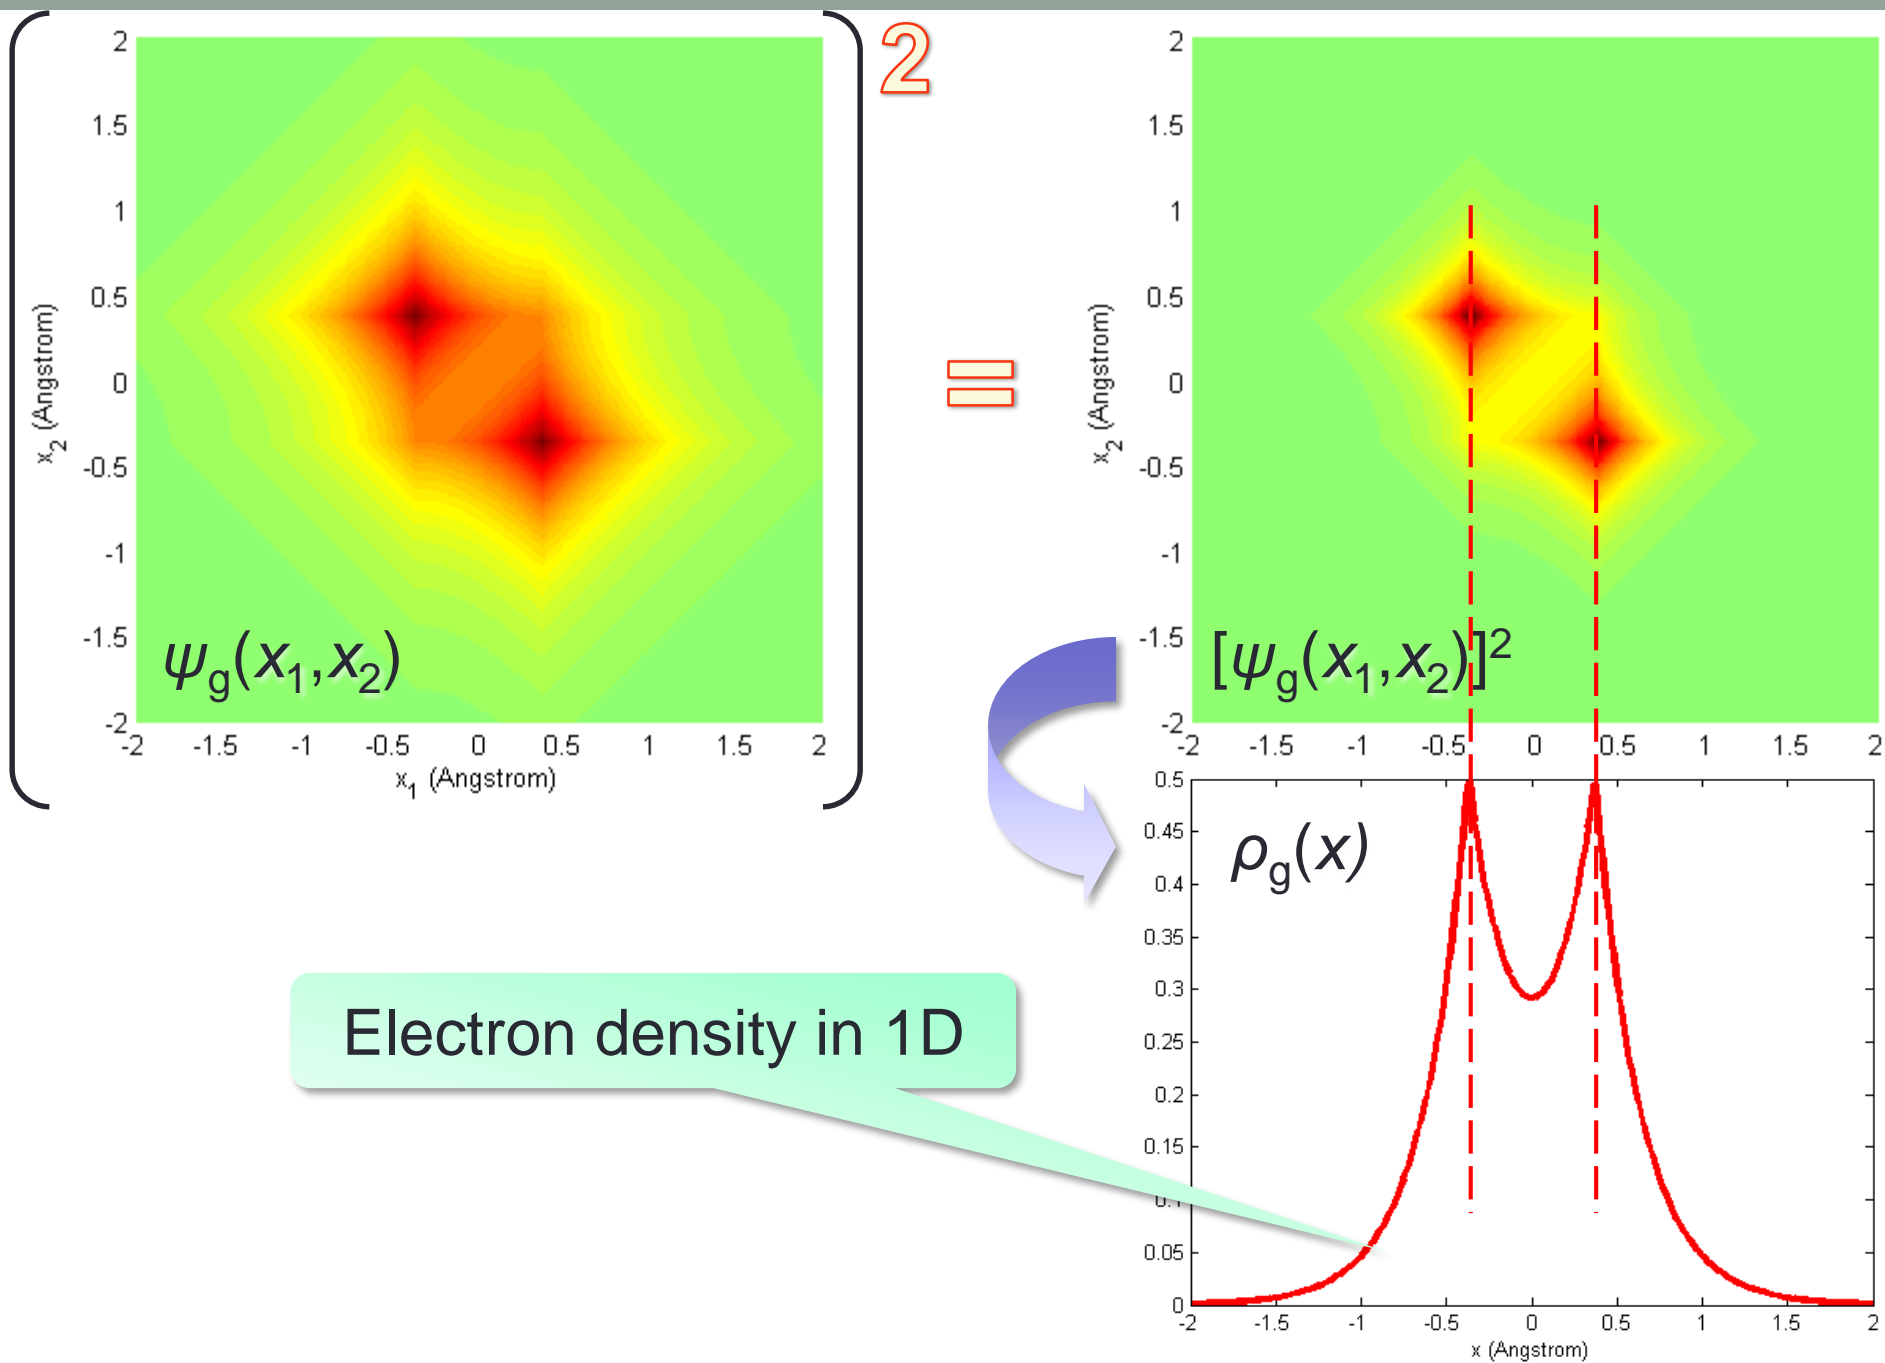 2
2
1.5
1
0.5
0
-0.5
-1
-1.5
-2
x₂ (Angstrom)
ψg(x₁,x₂)
-2 -1.5 -1 -0.5 0 0.5 1 1.5 2
x₁ (Angstrom)
=
2
1.5
1
0.5
0
-0.5
-1
-1.5
-2
x₂ (Angstrom)
[ψg(x₁,x₂)]²
-2 -1.5 -1 -0.5 0 0.5 1 1.5 2
0.5
0.45
0.4
0.35
0.3
0.25
0.2
0.15
0.1
0.05
0
ρg(x)
-2 -1.5 -1 -0.5 0 0.5 1 1.5 2
x (Angstrom)
Electron density in 1D